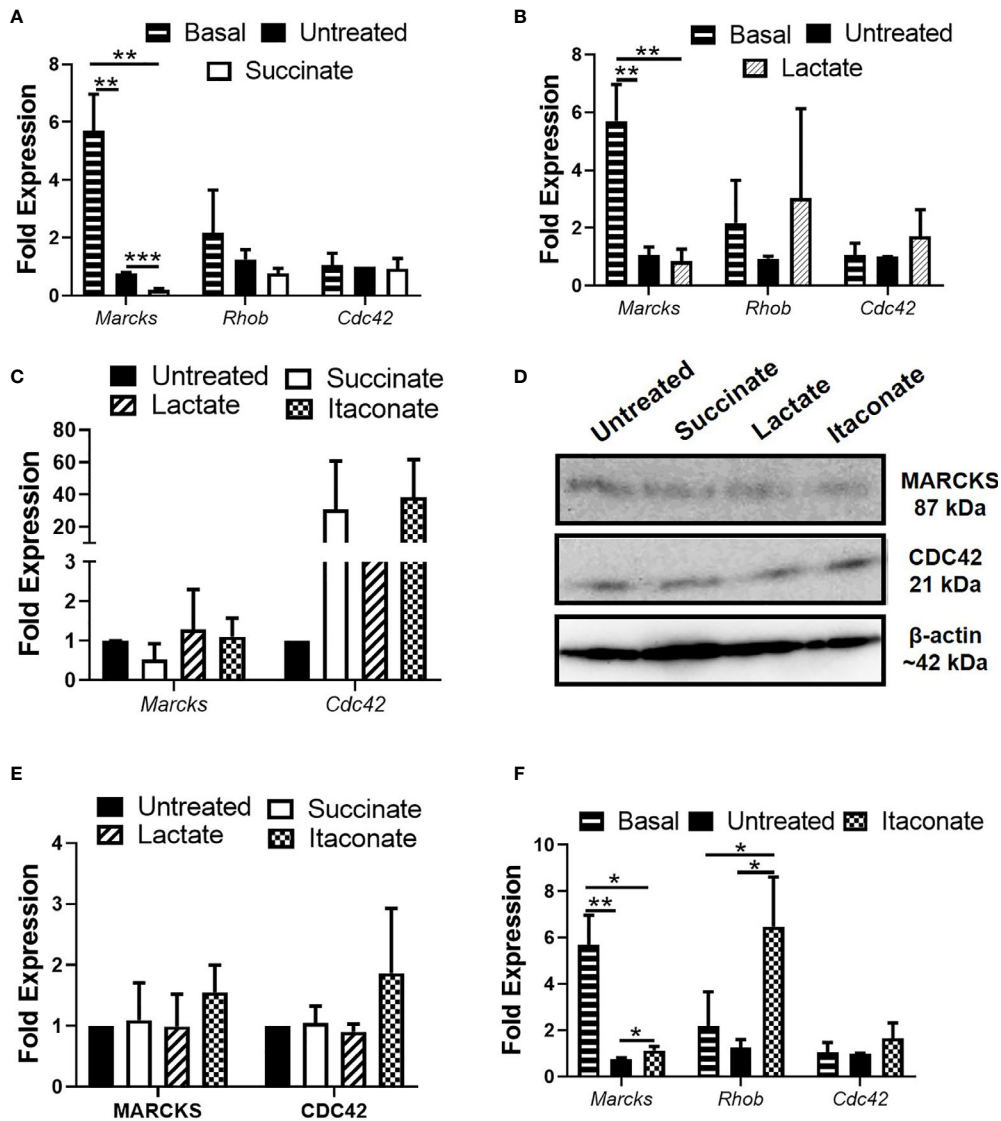 A
Basal Untreated
Succinate
Fold Expression
8
6
4
2
0
**
**
***
Marcks Rhob Cdc42
B
Basal Untreated
Lactate
Fold Expression
8
6
4
2
0
**
**
Marcks Rhob Cdc42
C
Untreated Succinate
Lactate Itaconate
Fold Expression
80
60
40
20
3
2
1
0
Marcks Cdc42
D
Untreated Succinate Lactate Itaconate
MARCKS
87 kDa
CDC42
21 kDa
β-actin
~42 kDa
E
Untreated Succinate
Lactate Itaconate
Fold Expression
4
3
2
1
0
MARCKS CDC42
F
Basal Untreated Itaconate
Fold Expression
10
8
6
4
2
0
*
*
*
**
*
Marcks Rhob Cdc42